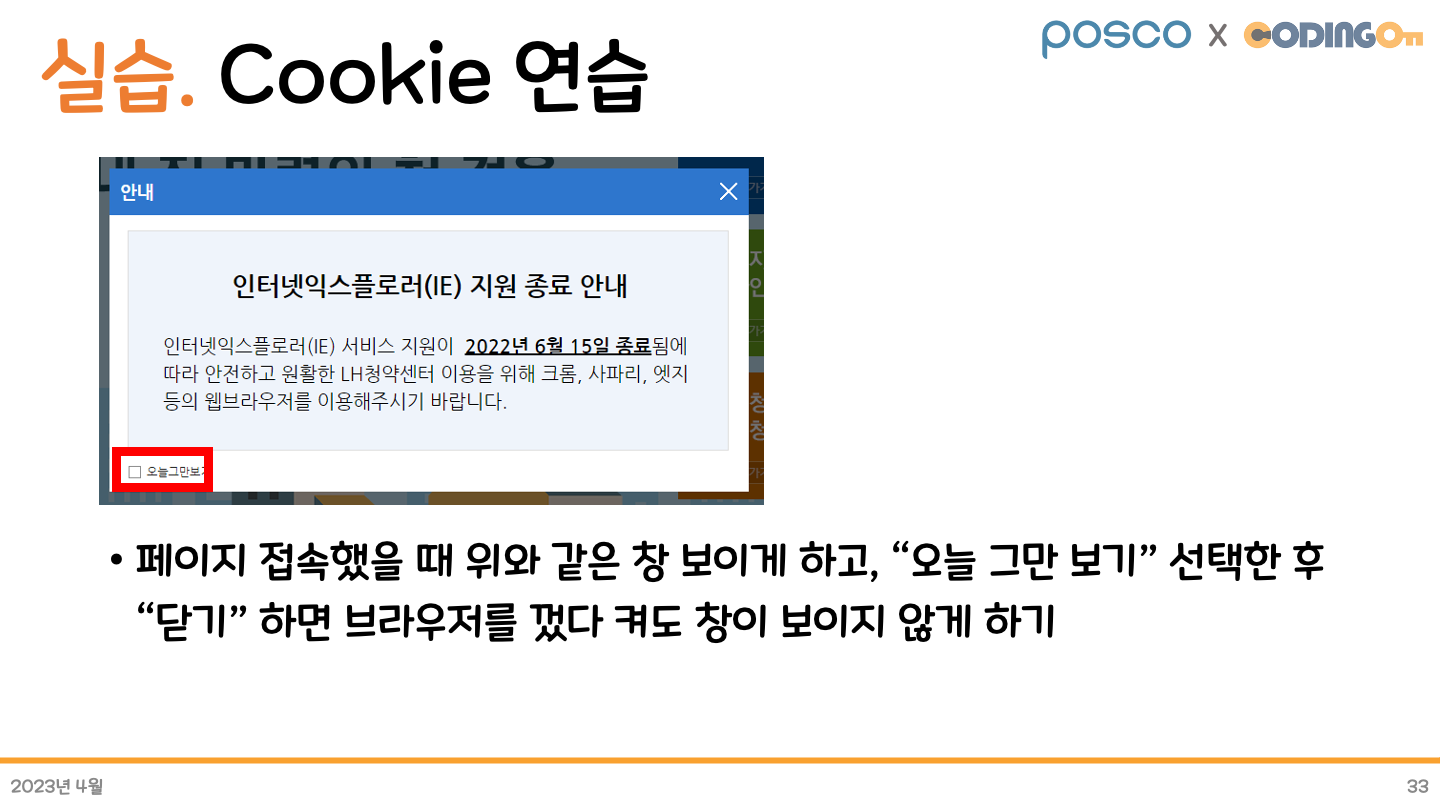 실습. Cookie 연습
posco x CODINGOn
안내
인터넷익스플로러(IE) 지원 종료 안내
인터넷익스플로러(IE) 서비스 지원이 2022년 6월 15일 종료됨에
따라 안전하고 원활한 LH청약센터 이용을 위해 크롬, 사파리, 엣지
등의 웹브라우저를 이용해주시기 바랍니다.
오늘그만보기
• 페이지 접속했을 때 위와 같은 창 보이게 하고, “오늘 그만 보기” 선택한 후
“닫기” 하면 브라우저를 껐다 켜도 창이 보이지 않게 하기
2023년 4월
33